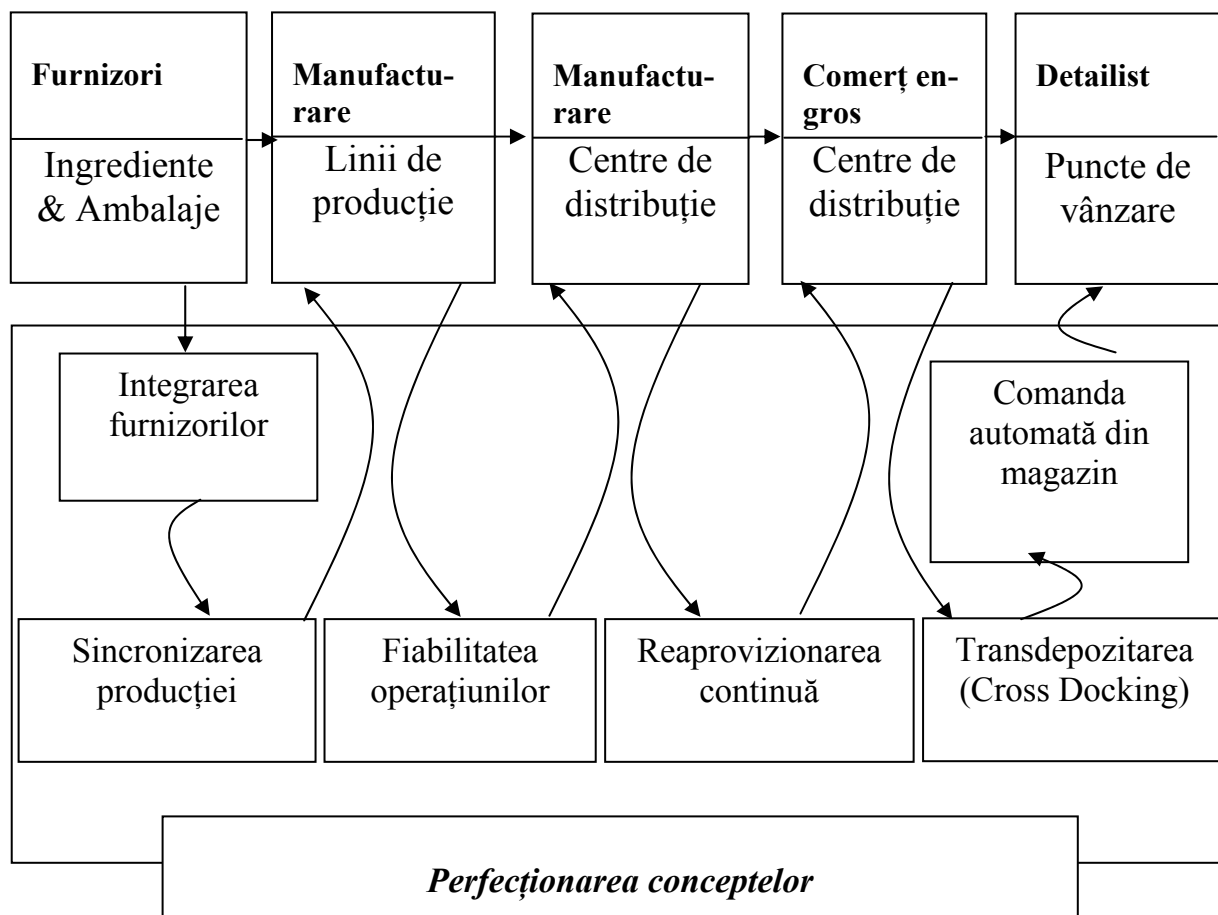 Furnizori
Ingrediente
& Ambalaje
Manufactu-
rare
Linii de
producție
Manufactu-
rare
Centre de
distribuție
Comerț en-
gros
Centre de
distribuție
Detailist
Puncte de
vânzare
Integrarea
furnizorilor
Comanda
automată din
magazin
Sincronizarea
producției
Fiabilitatea
operațiunilor
Reaprovizionarea
continuă
Transdepozitarea
(Cross Docking)
Perfecționarea conceptelor